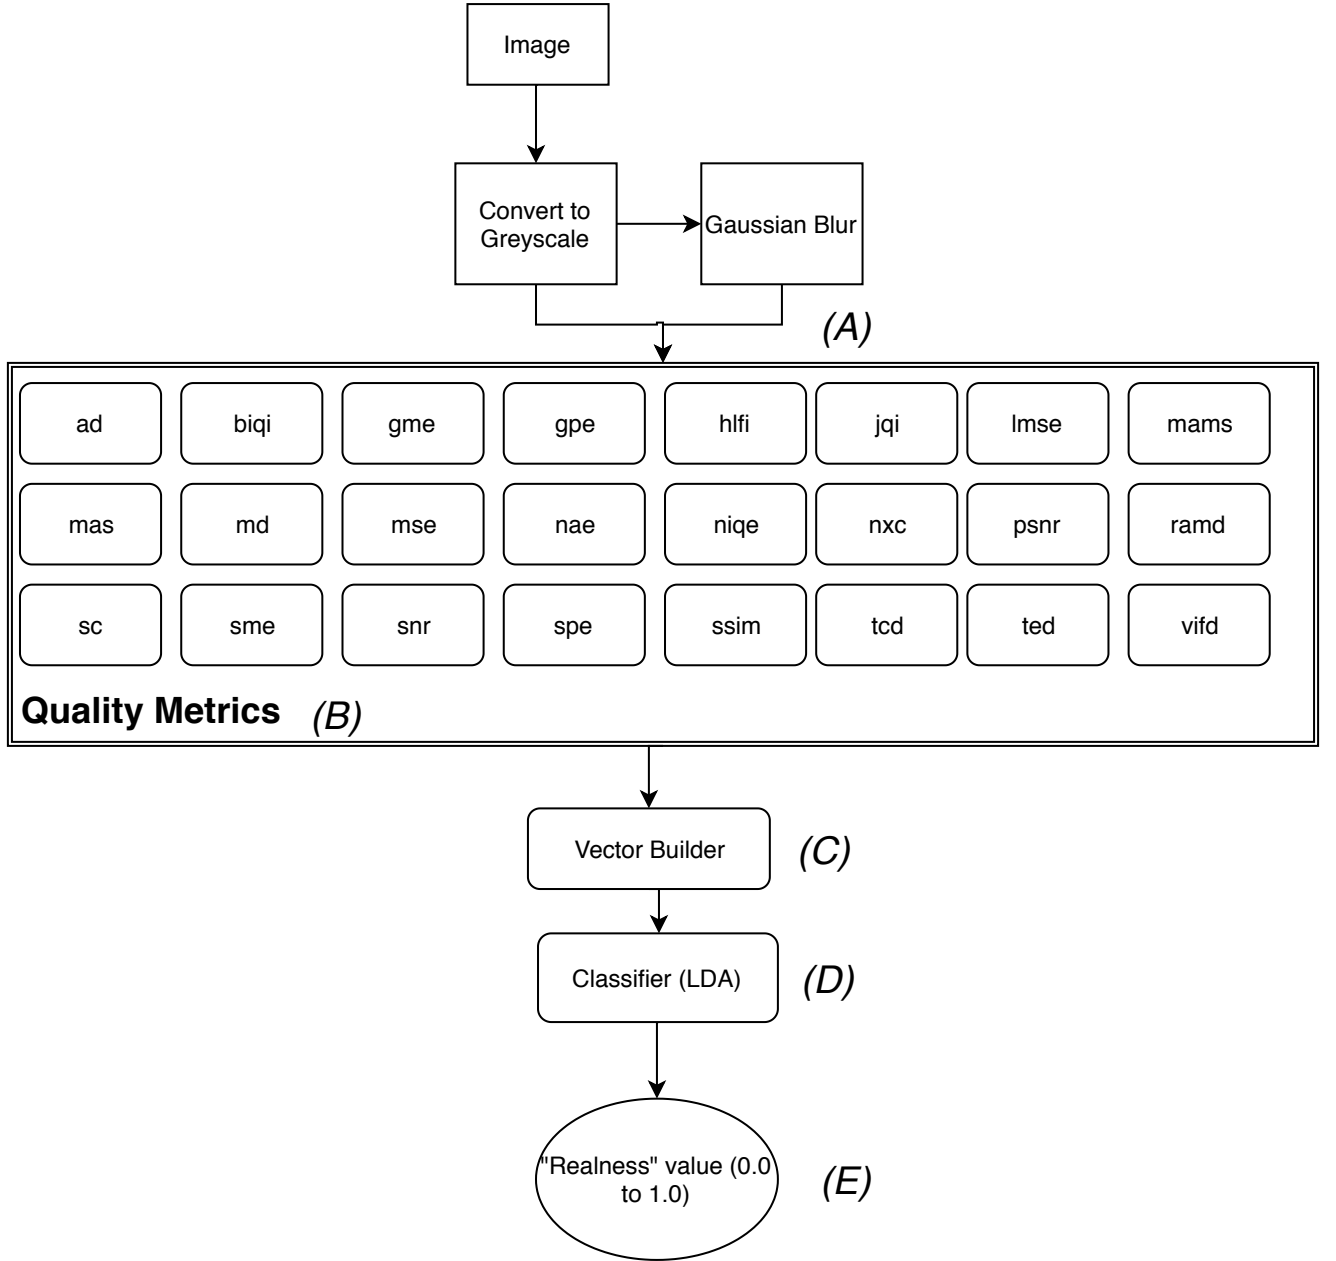 Image
Convert to
Greyscale
Gaussian Blur
(A)
ad
biqi
gme
gpe
hlfi
jqi
lmse
mams
mas
md
mse
nae
niqe
nxc
psnr
ramd
sc
sme
snr
spe
ssim
tcd
ted
vifd
Quality Metrics
(B)
Vector Builder
(C)
Classifier (LDA)
(D)
"Realness" value (0.0
to 1.0)
(E)